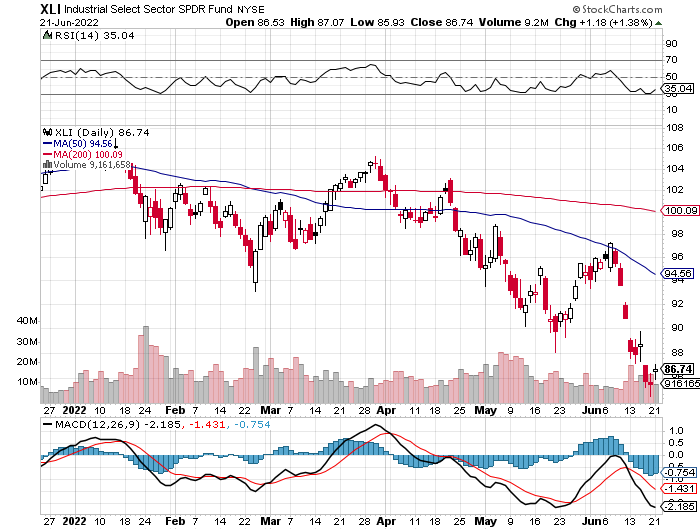 XLI Industrial Select Sector SPDR Fund NYSE © StockCharts.com
21-Jun-2022 Open 86.53 High 87.07 Low 85.93 Close 86.74 Volume 9.2M Chg +1.18 (+1.38%)
RSI(14) 35.04
90
70
50
35.04
30
10
XLI (Daily) 86.74
MA(50) 94.56
MA(200) 100.09
Volume 9,161,658
108
106
104
102
100.09
98
96
94.56
94
92
90
88
86.74
9161658
40M
30M
20M
10M
27 2022 10 18 24 Feb 7 14 22 Mar 7 14 21 Apr 11 18 25 May 9 16 23 Jun 6 13 21
MACD(12,26,9) -2.185, -1.431, -0.754
1.0
0.5
0.0
-0.5
-0.754
-1.431
-2.185
27 2022 10 18 24 Feb 7 14 22 Mar 7 14 21 Apr 11 18 25 May 9 16 23 Jun 6 13 21